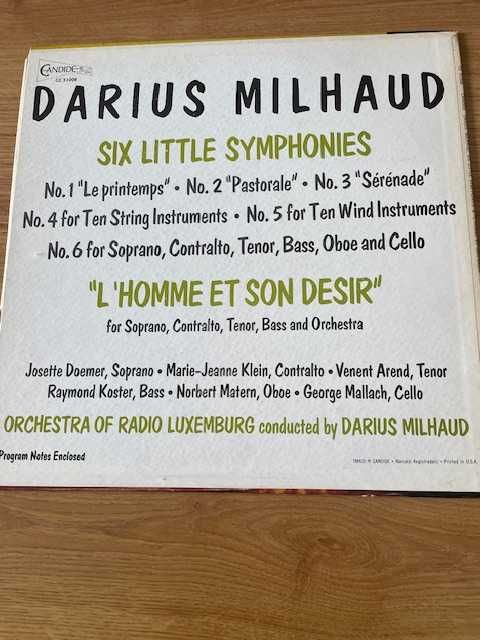 CANDIDE
CE 31008
DARIUS MILHAUD
SIX LITTLE SYMPHONIES
No. 1 "Le printemps" • No. 2 "Pastorale" • No. 3 "Sérénade"
No. 4 for Ten String Instruments • No. 5 for Ten Wind Instruments
No. 6 for Soprano, Contralto, Tenor, Bass, Oboe and Cello
"L'HOMME ET SON DESIR"
for Soprano, Contralto, Tenor, Bass and Orchestra
Josette Doemer, Soprano • Marie-Jeanne Klein, Contralto • Venent Arend, Tenor
Raymond Koster, Bass • Norbert Matern, Oboe • George Mallach, Cello
ORCHESTRA OF RADIO LUXEMBURG conducted by DARIUS MILHAUD
Program Notes Enclosed
CANDIDE • Marca(s) Registrada(s) • Printed in U.S.A.